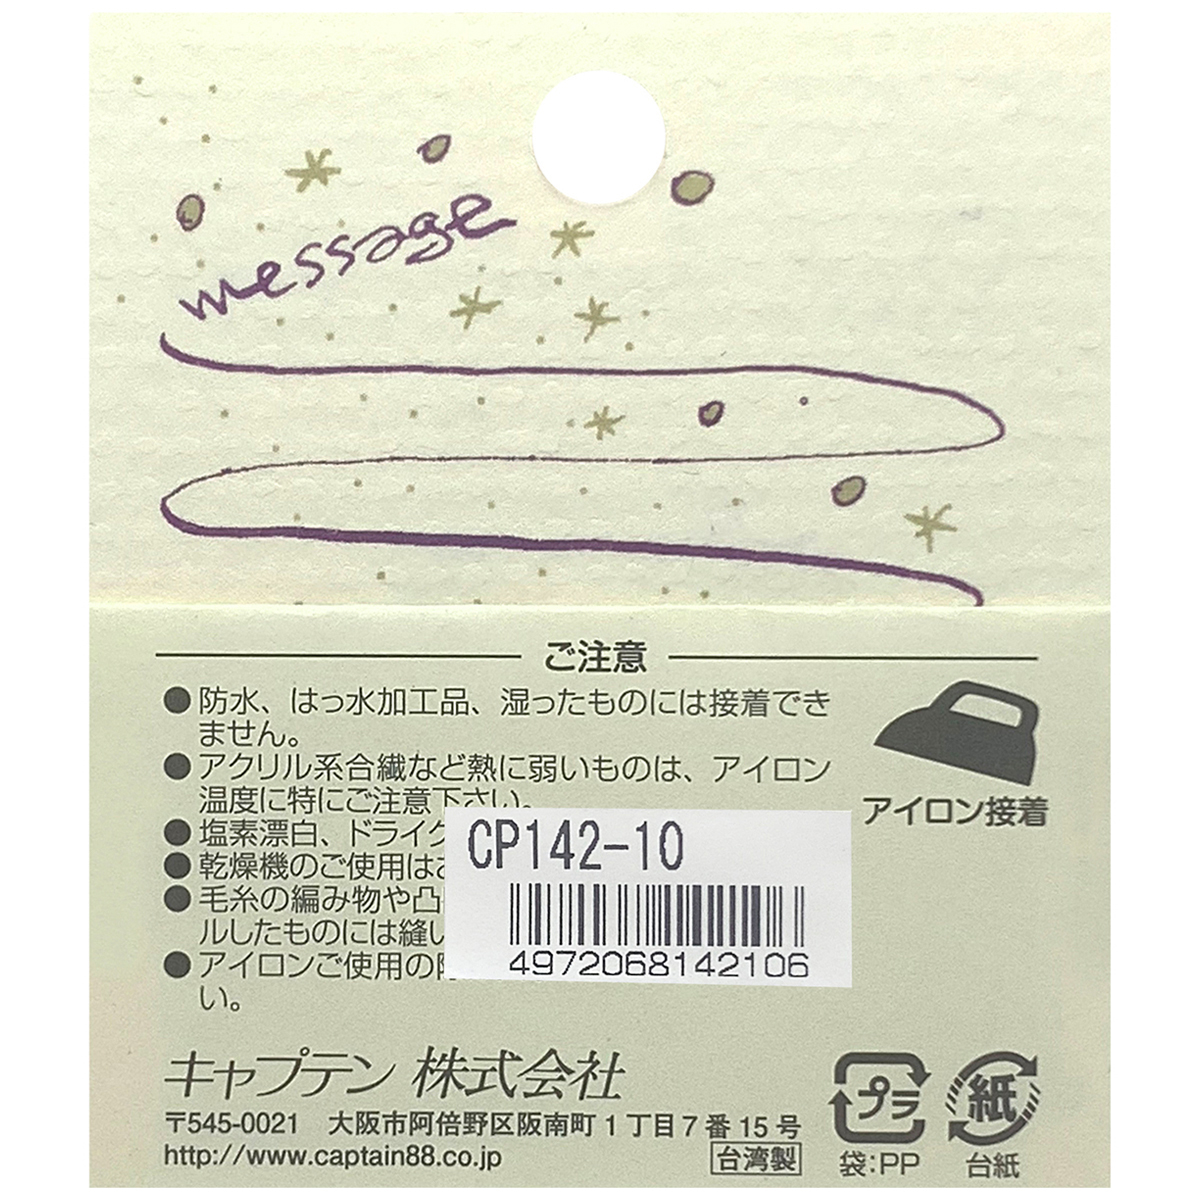 message
ご注意
●防水、はっ水加工品、湿ったものには接着でき
ません。
●アクリル系合繊など熱に弱いものは、アイロン
温度に特にご注意下さい。
●塩素漂白、ドライク
●乾燥機のご使用はお
●毛糸の編み物や凸
ルしたものには縫い
●アイロンご使用の際
い。
アイロン接着
CP142-10
4972068142106
キャプテン 株式会社
〒545-0021 大阪市阿倍野区阪南町1丁目7番15号
http://www.captain88.co.jp
台湾製
プラ
袋:PP
紙
台紙